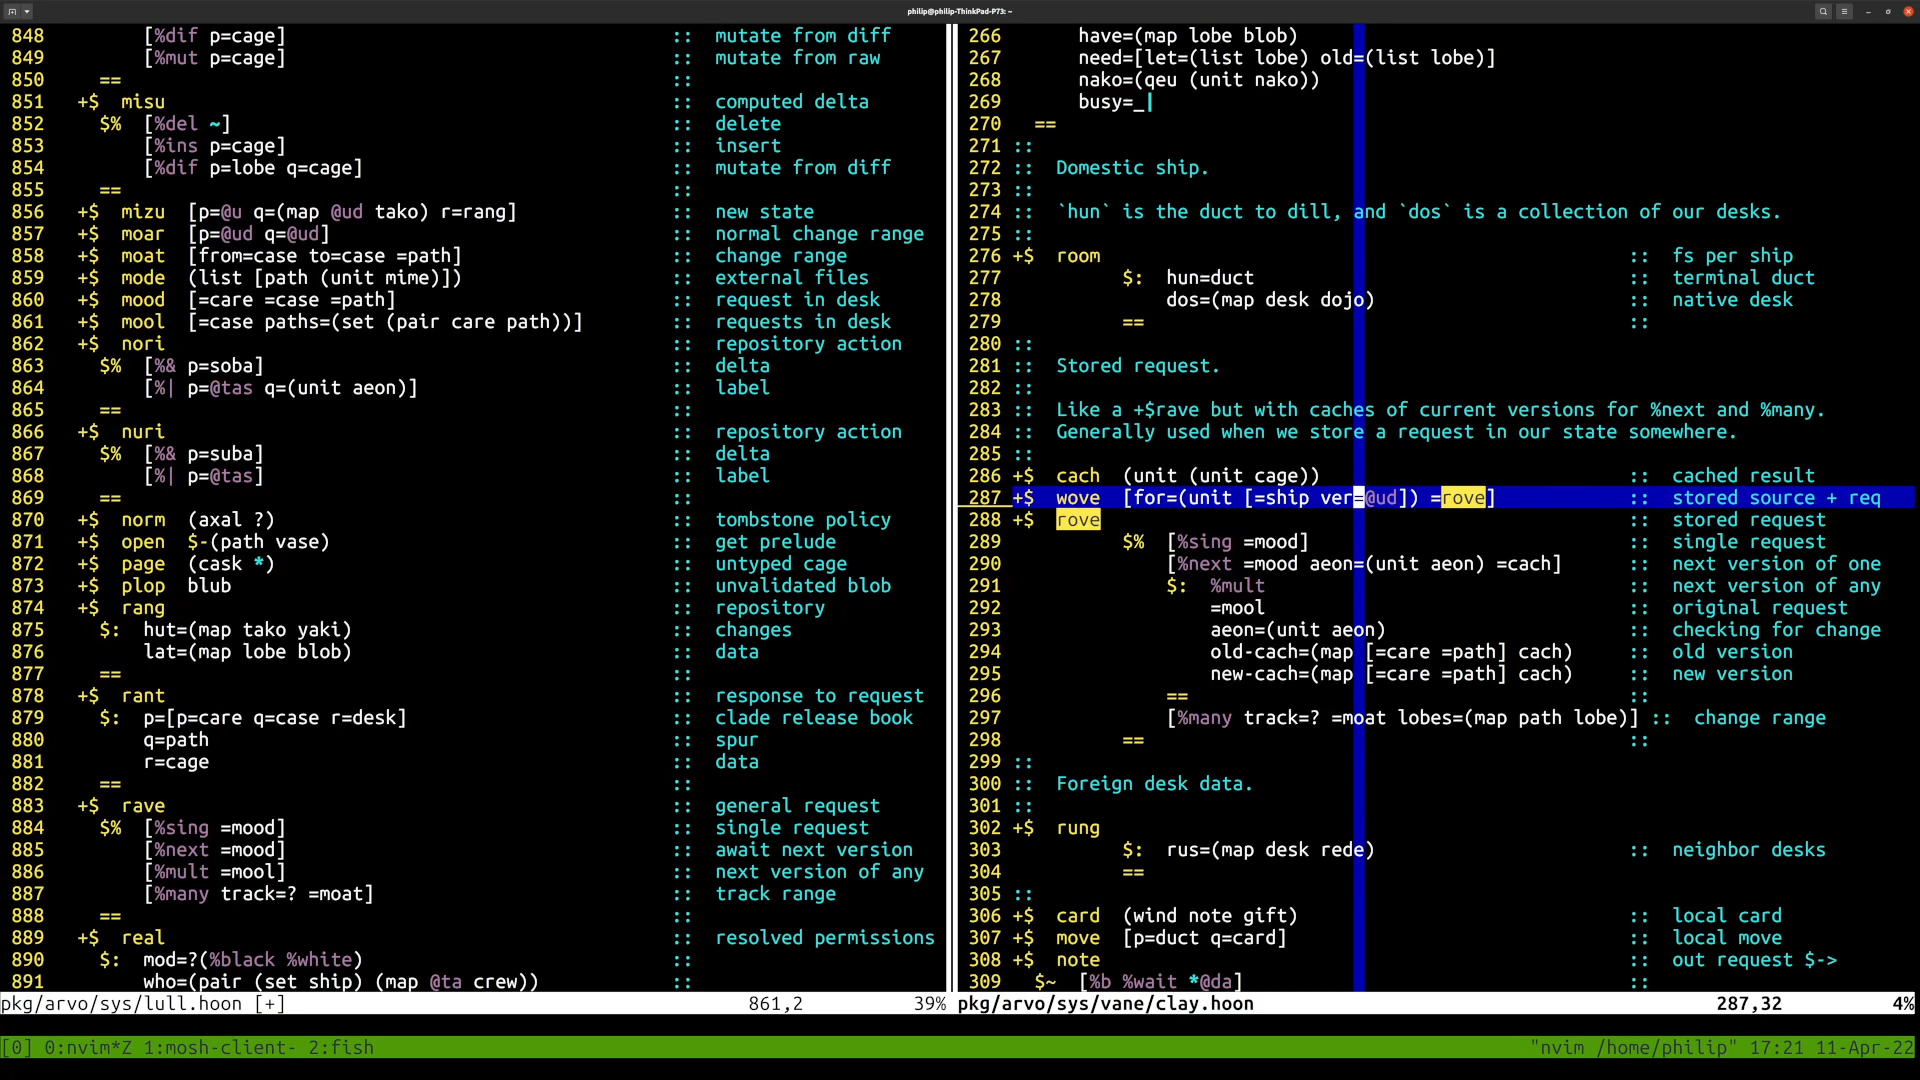 philip@philip-ThinkPad-P73: ~
848         [%dif p=cage]                                   ::  mutate from diff
849         [%mut p=cage]                                   ::  mutate from raw
850     ==                                                  ::
851   +$  misu                                              ::  computed delta
852     $%  [%del ~]                                        ::  delete
853         [%ins p=cage]                                   ::  insert
854         [%dif p=lobe q=cage]                            ::  mutate from diff
855     ==                                                  ::
856   +$  mizu  [p=@u q=(map @ud tako) r=rang]              ::  new state
857   +$  moar  [p=@ud q=@ud]                               ::  normal change range
858   +$  moat  [from=case to=case =path]                   ::  change range
859   +$  mode  (list [path (unit mime)])                   ::  external files
860   +$  mood  [=care =case =path]                         ::  request in desk
861   +$  mool  [=case paths=(set (pair care path))]        ::  requests in desk
862   +$  nori                                              ::  repository action
863     $%  [%& p=soba]                                     ::  delta
864         [%| p=@tas q=(unit aeon)]                       ::  label
865     ==                                                  ::
866   +$  nuri                                              ::  repository action
867     $%  [%& p=suba]                                     ::  delta
868         [%| p=@tas]                                     ::  label
869     ==                                                  ::
870   +$  norm  (axal ?)                                    ::  tombstone policy
871   +$  open  $-(path vase)                               ::  get prelude
872   +$  page  (cask *)                                    ::  untyped cage
873   +$  plop  blub                                        ::  unvalidated blob
874   +$  rang                                              ::  repository
875     $:  hut=(map tako yaki)                             ::  changes
876         lat=(map lobe blob)                             ::  data
877     ==                                                  ::
878   +$  rant                                              ::  response to request
879     $:  p=[p=care q=case r=desk]                        ::  clade release book
880         q=path                                          ::  spur
881         r=cage                                          ::  data
882     ==                                                  ::
883   +$  rave                                              ::  general request
884     $%  [%sing =mood]                                   ::  single request
885         [%next =mood]                                   ::  await next version
886         [%mult =mool]                                   ::  next version of any
887         [%many track=? =moat]                           ::  track range
888     ==                                                  ::
889   +$  real                                              ::  resolved permissions
890     $:  mod=?(%black %white)                            ::
891         who=(pair (set ship) (map @ta crew))            ::
pkg/arvo/sys/lull.hoon [+]                                         861,2          39%
266       have=(map lobe blob)
267       need=[let=(list lobe) old=(list lobe)]
268       nako=(qeu (unit nako))
269       busy=_|
270   ==
271 ::
272 ::  Domestic ship.
273 ::
274 ::  `hun` is the duct to dill, and `dos` is a collection of our desks.
275 ::
276 +$  room                                                ::  fs per ship
277           $:  hun=duct                                  ::  terminal duct
278               dos=(map desk dojo)                       ::  native desk
279           ==                                            ::
280 ::
281 ::  Stored request.
282 ::
283 ::  Like a +$rave but with caches of current versions for %next and %many.
284 ::  Generally used when we store a request in our state somewhere.
285 ::
286 +$  cach  (unit (unit cage))                            ::  cached result
287 +$  wove  [for=(unit [=ship ver=@ud]) =rove]            ::  stored source + req
288 +$  rove                                                ::  stored request
289           $%  [%sing =mood]                             ::  single request
290               [%next =mood aeon=(unit aeon) =cach]      ::  next version of one
291               $:  %mult                                 ::  next version of any
292                   =mool                                 ::  original request
293                   aeon=(unit aeon)                      ::  checking for change
294                   old-cach=(map [=care =path] cach)     ::  old version
295                   new-cach=(map [=care =path] cach)     ::  new version
296               ==                                        ::
297               [%many track=? =moat lobes=(map path lobe)] ::  change range
298           ==                                            ::
299 ::
300 ::  Foreign desk data.
301 ::
302 +$  rung
303           $:  rus=(map desk rede)                       ::  neighbor desks
304           ==
305 ::
306 +$  card  (wind note gift)                              ::  local card
307 +$  move  [p=duct q=card]                               ::  local move
308 +$  note                                                ::  out request $->
309   $~  [%b %wait *@da]                                   ::
pkg/arvo/sys/vane/clay.hoon                                          287,32          4%
[0] 0:nvim*Z 1:mosh-client- 2:fish                    "nvim /home/philip" 17:21 11-Apr-22